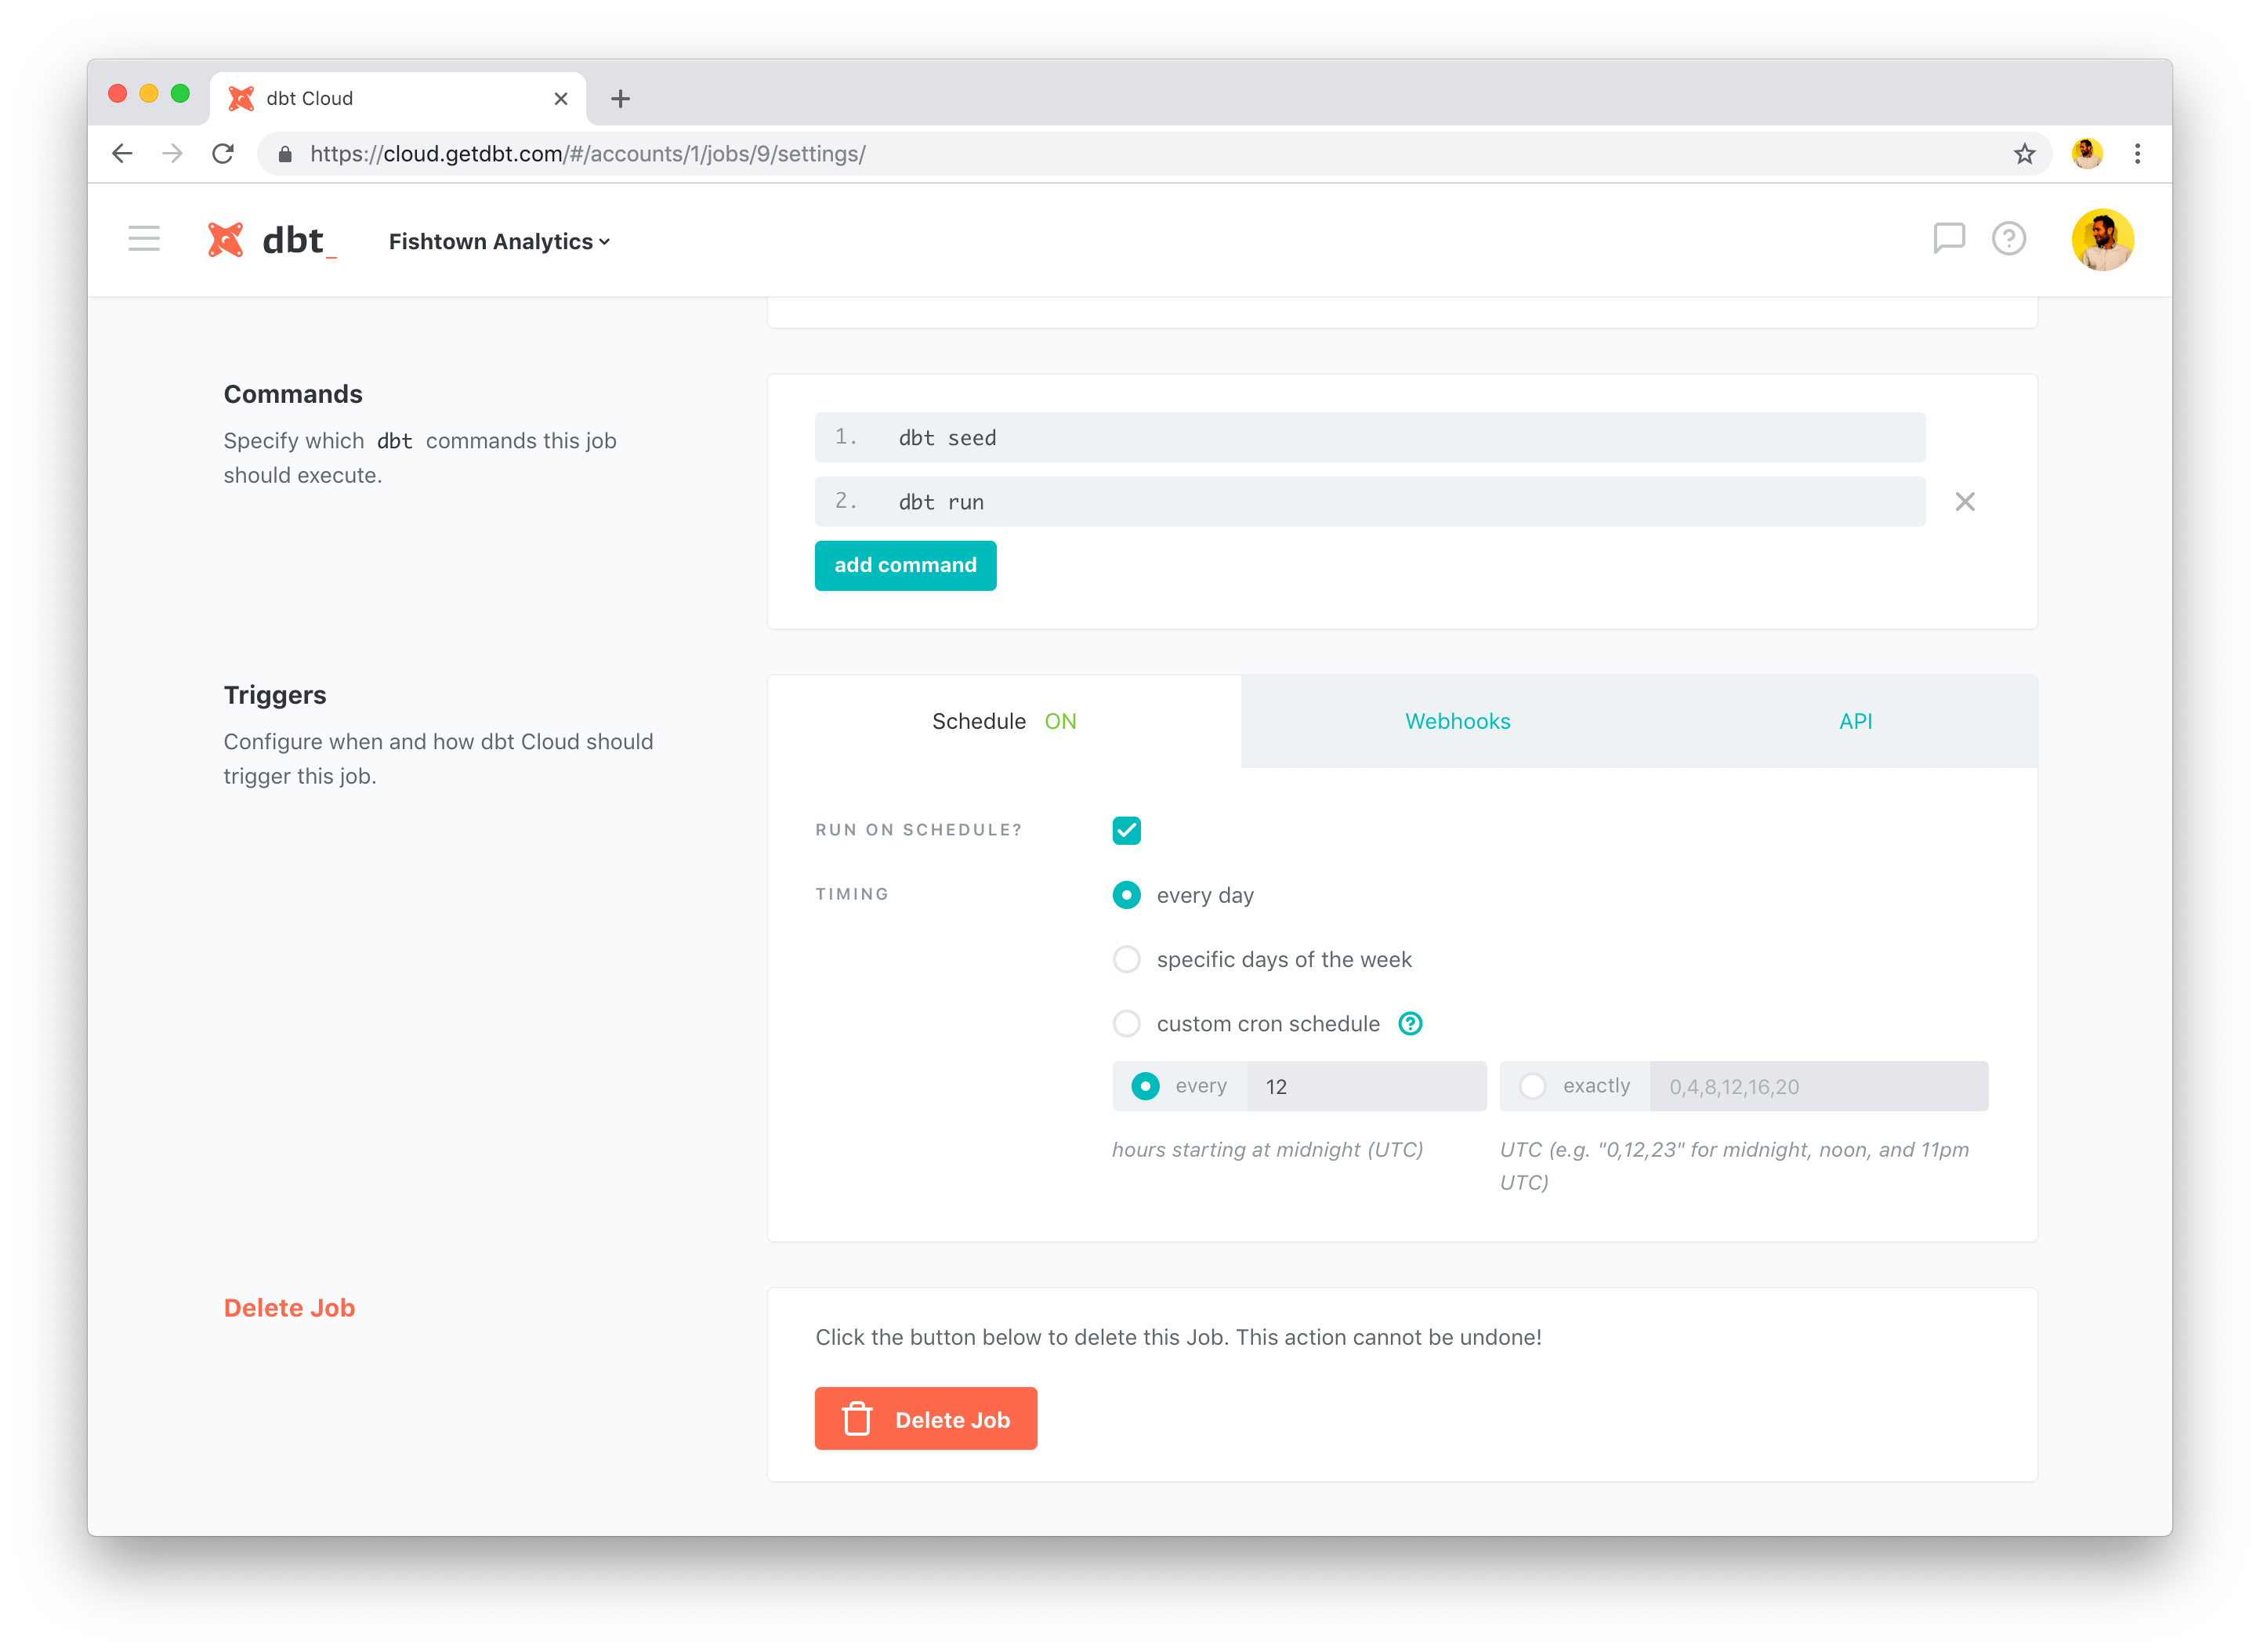 dbt Cloud
https://cloud.getdbt.com/#/accounts/1/jobs/9/settings/
dbt_
Fishtown Analytics
Commands
Specify which dbt commands this job
should execute.
1. dbt seed
2. dbt run
add command
Triggers
Configure when and how dbt Cloud should
trigger this job.
Schedule ON
Webhooks
API
RUN ON SCHEDULE?
TIMING
every day
specific days of the week
custom cron schedule
every 12
exactly 0,4,8,12,16,20
hours starting at midnight (UTC)
UTC (e.g. "0,12,23" for midnight, noon, and 11pm
UTC)
Delete Job
Click the button below to delete this Job. This action cannot be undone!
Delete Job